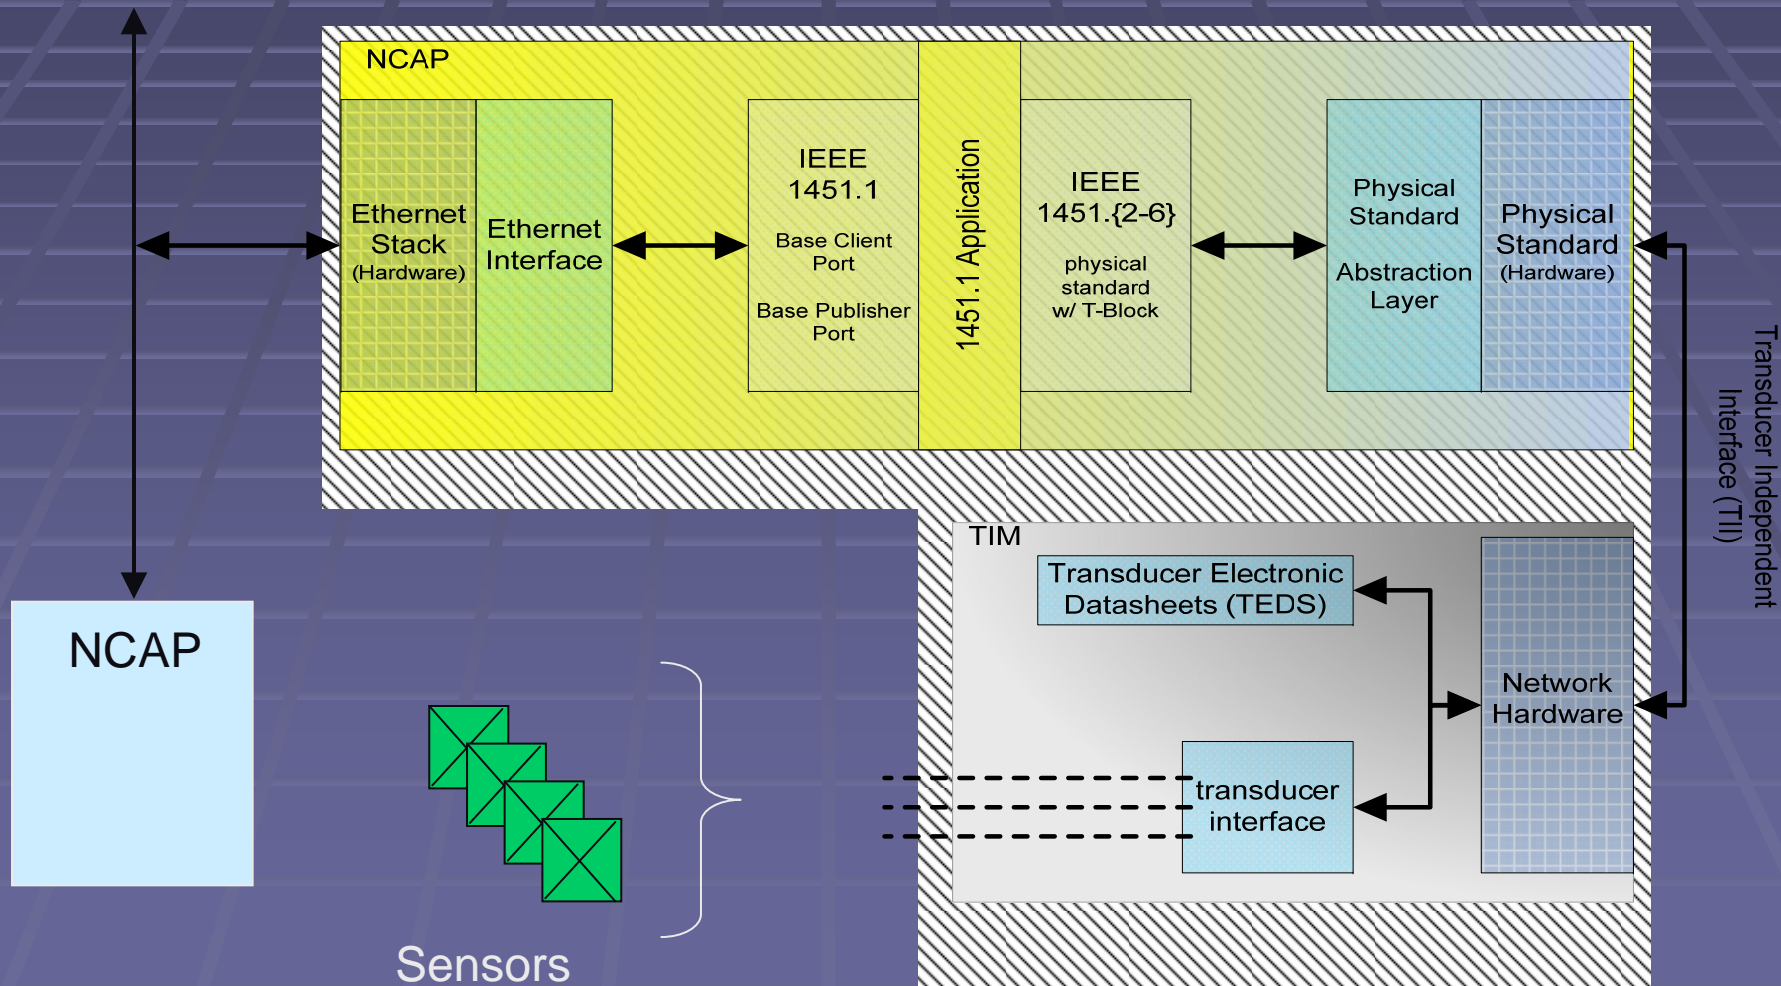 NCAP
Ethernet
Stack
(Hardware)
Ethernet
Interface
IEEE
1451.1
Base Client
Port
Base Publisher
Port
1451.1 Application
IEEE
1451.{2-6}
physical
standard
w/ T-Block
Physical
Standard
Abstraction
Layer
Physical
Standard
(Hardware)
Transducer Independent
Interface (TII)
TIM
Transducer Electronic
Datasheets (TEDS)
Network
Hardware
transducer
interface
NCAP
Sensors